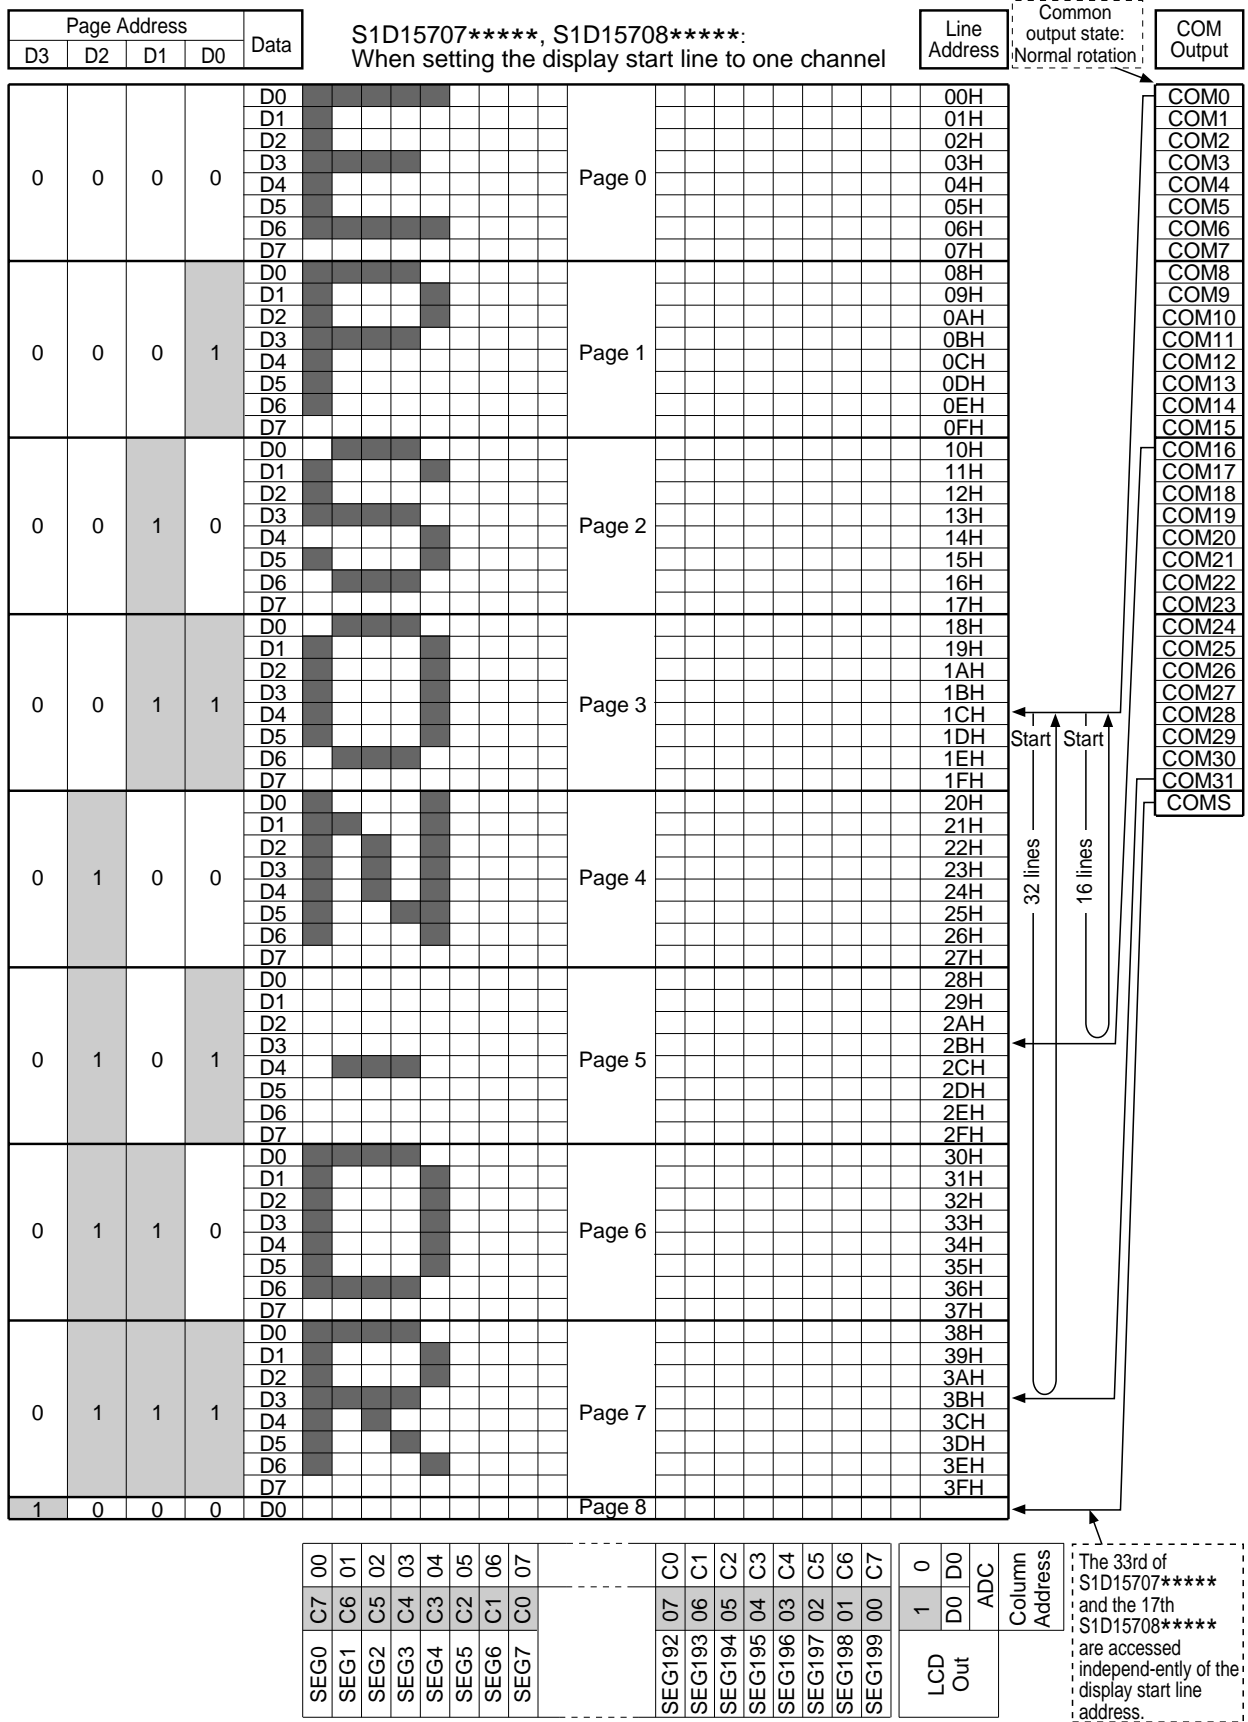 Page Address
D3 D2 D1 D0
Data
S1D15707*****, S1D15708*****:
When setting the display start line to one channel
Line
Address
Common
output state:
Normal rotation
COM
Output
D0 00H COM0
D1 01H COM1
D2 02H COM2
D3 03H COM3
0 0 0 0 D4 Page 0 04H COM4
D5 05H COM5
D6 06H COM6
D7 07H COM7
D0 08H COM8
D1 09H COM9
D2 0AH COM10
D3 0BH COM11
0 0 0 1 D4 Page 1 0CH COM12
D5 0DH COM13
D6 0EH COM14
D7 0FH COM15
D0 10H COM16
D1 11H COM17
D2 12H COM18
D3 13H COM19
0 0 1 0 D4 Page 2 14H COM20
D5 15H COM21
D6 16H COM22
D7 17H COM23
D0 18H COM24
D1 19H COM25
D2 1AH COM26
D3 1BH COM27
0 0 1 1 D4 Page 3 1CH COM28
D5 1DH Start Start COM29
D6 1EH COM30
D7 1FH COM31
D0 20H COMS
D1 21H
D2 22H
D3 23H
0 1 0 0 D4 Page 4 24H 32 lines 16 lines
D5 25H
D6 26H
D7 27H
D0 28H
D1 29H
D2 2AH
D3 2BH
0 1 0 1 D4 Page 5 2CH
D5 2DH
D6 2EH
D7 2FH
D0 30H
D1 31H
D2 32H
D3 33H
0 1 1 0 D4 Page 6 34H
D5 35H
D6 36H
D7 37H
D0 38H
D1 39H
D2 3AH
D3 3BH
0 1 1 1 D4 Page 7 3CH
D5 3DH
D6 3EH
D7 3FH
1 0 0 0 D0 Page 8
00 01 02 03 04 05 06 07 C0 C1 C2 C3 C4 C5 C6 C7 0 D0
C7 C6 C5 C4 C3 C2 C1 C0 07 06 05 04 03 02 01 00 1 D0
ADC
Column
Address
SEG0 SEG1 SEG2 SEG3 SEG4 SEG5 SEG6 SEG7 SEG192 SEG193 SEG194 SEG195 SEG196 SEG197 SEG198 SEG199
LCD
Out
The 33rd of
S1D15707*****
and the 17th
S1D15708*****
are accessed
independ-ently of the
display start line
address.